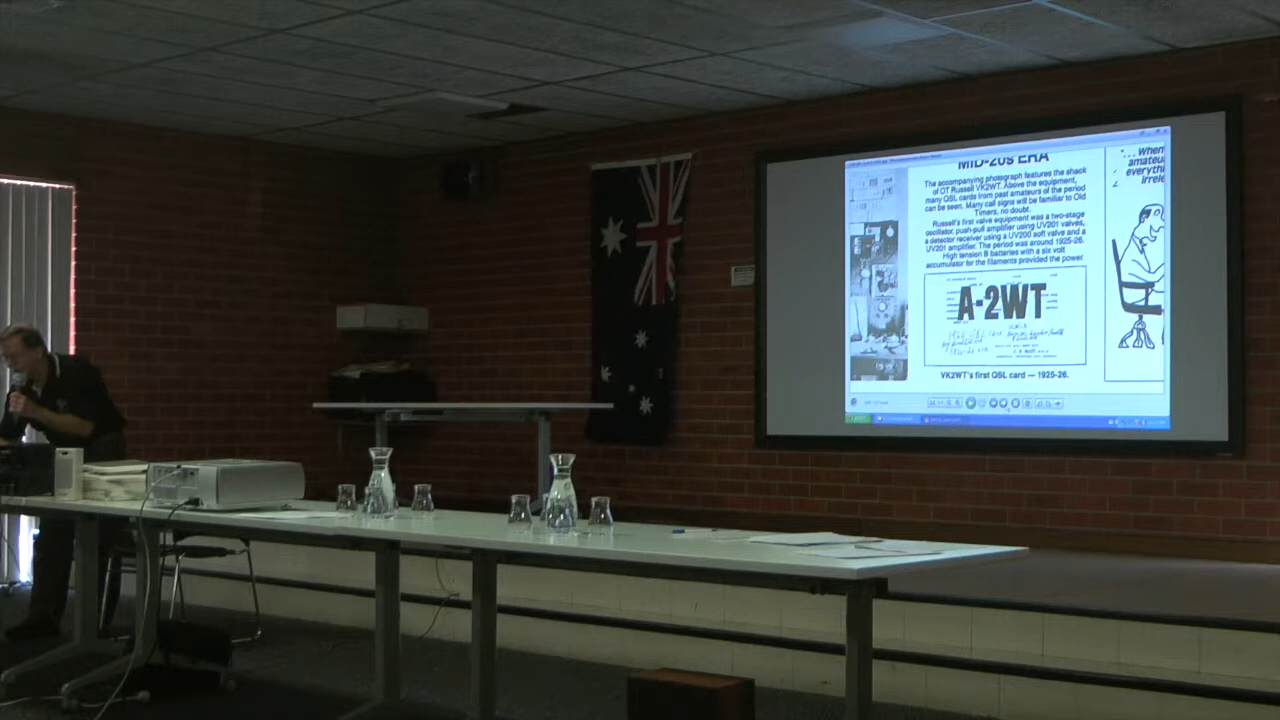 MID-20s ERA
The accompanying photograph features the shack
of OT Russell VK2WT. Above the equipment,
many QSL cards from past amateurs of the period
can be seen. Many call signs will be familiar to Old
Timers, no doubt.
Russell's first valve equipment was a two-stage
oscillator, push-pull amplifier using UV201 valves,
a detector receiver using a UV200 soft valve and a
UV201 amplifier. The period was around 1925-26.
High tension B batteries with a six volt
accumulator for the filaments provided the power.
A-2WT
VK2WT's first QSL card — 1925-26.
"... When
amateu
everythi
irrele